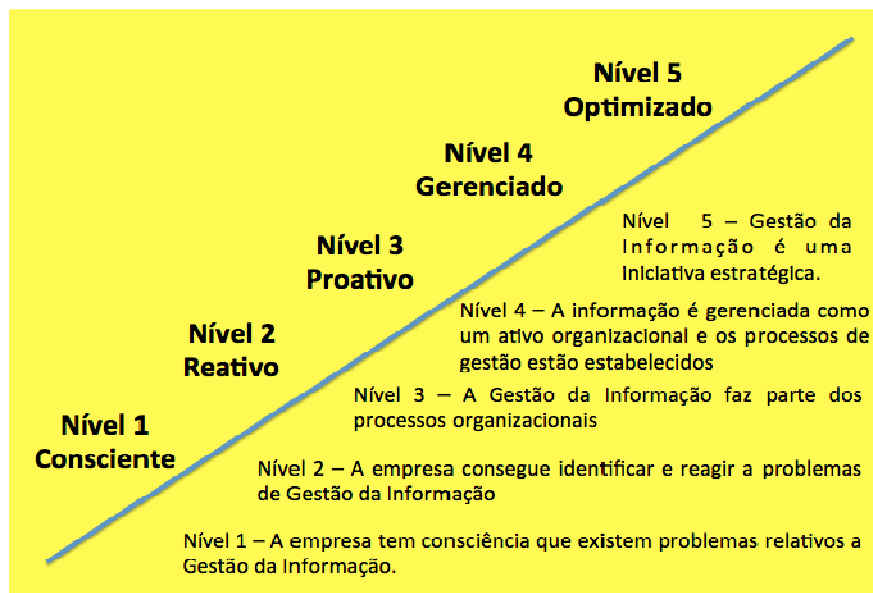 Nível 5
Optimizado
Nível 4
Gerenciado
Nível 3
Proativo
Nível 2
Reativo
Nível 1
Consciente
Nível 5 – Gestão da
Informação é uma
iniciativa estratégica.
Nível 4 – A informação é gerenciada como
um ativo organizacional e os processos de
gestão estão estabelecidos
Nível 3 – A Gestão da Informação faz parte dos
processos organizacionais
Nível 2 – A empresa consegue identificar e reagir a problemas
de Gestão da Informação
Nível 1 – A empresa tem consciência que existem problemas relativos a
Gestão da Informação.